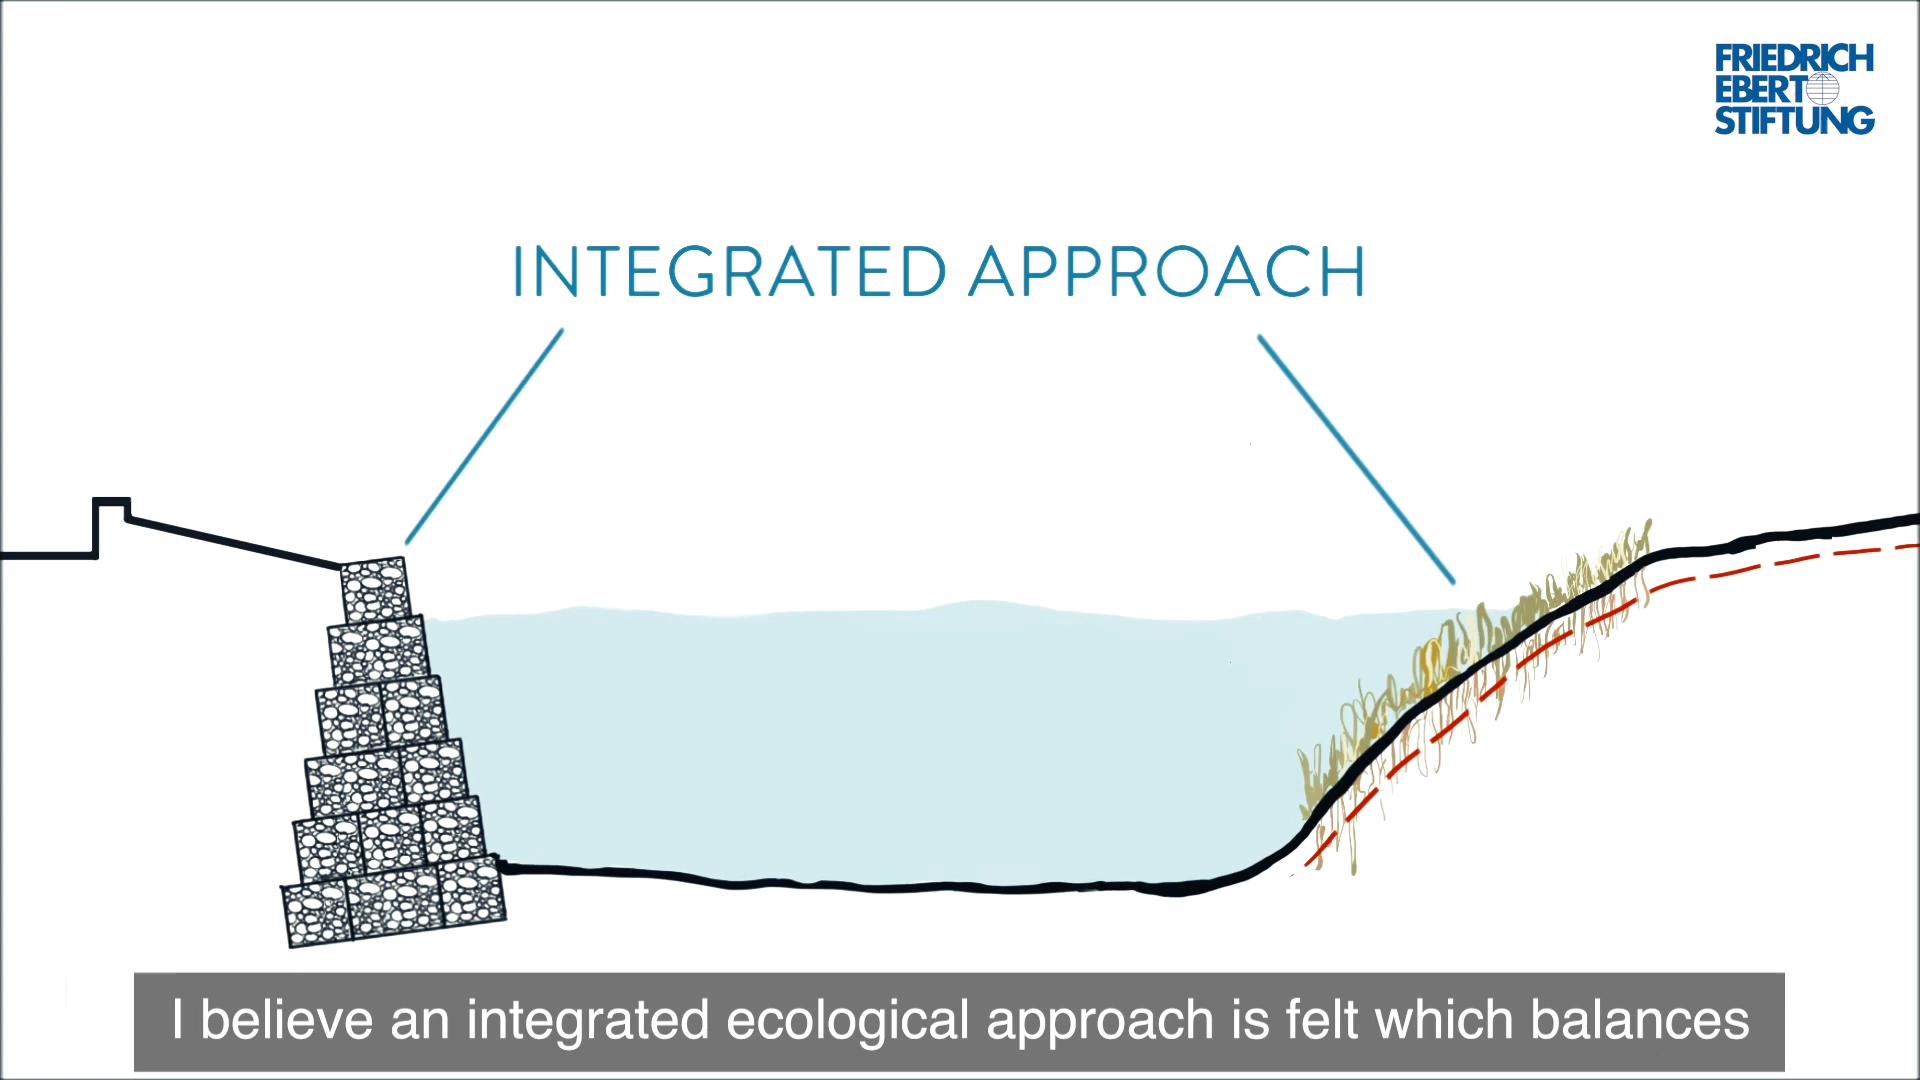 FRIEDRICH
EBERT
STIFTUNG
INTEGRATED APPROACH
I believe an integrated ecological approach is felt which balances